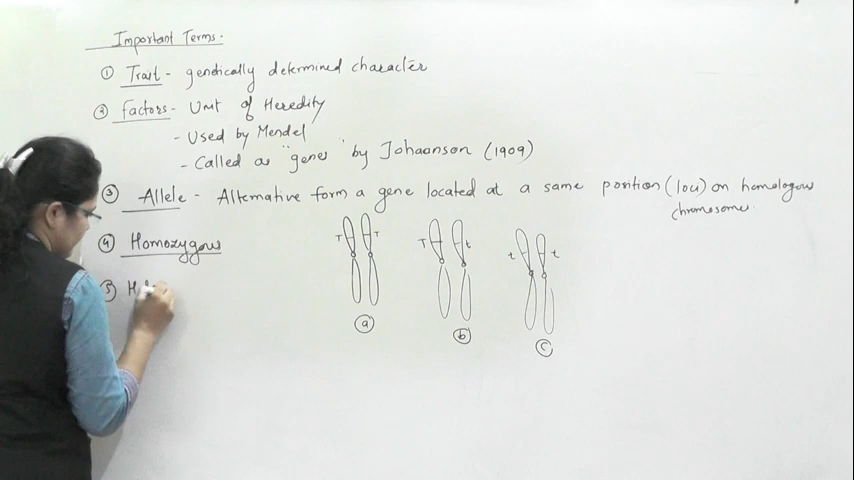 Important Terms.
① Trait - genetically determined character
② Factors - Unit of Heredity
- Used by Mendel
- Called as "genes" by Johaanson (1909)
③ Allele - Alternative form a gene located at a same position (loci) on homologous
chromosome.
④ Homozygous
T T
T t
t t
⑤ H
ⓐ
ⓑ
ⓒ